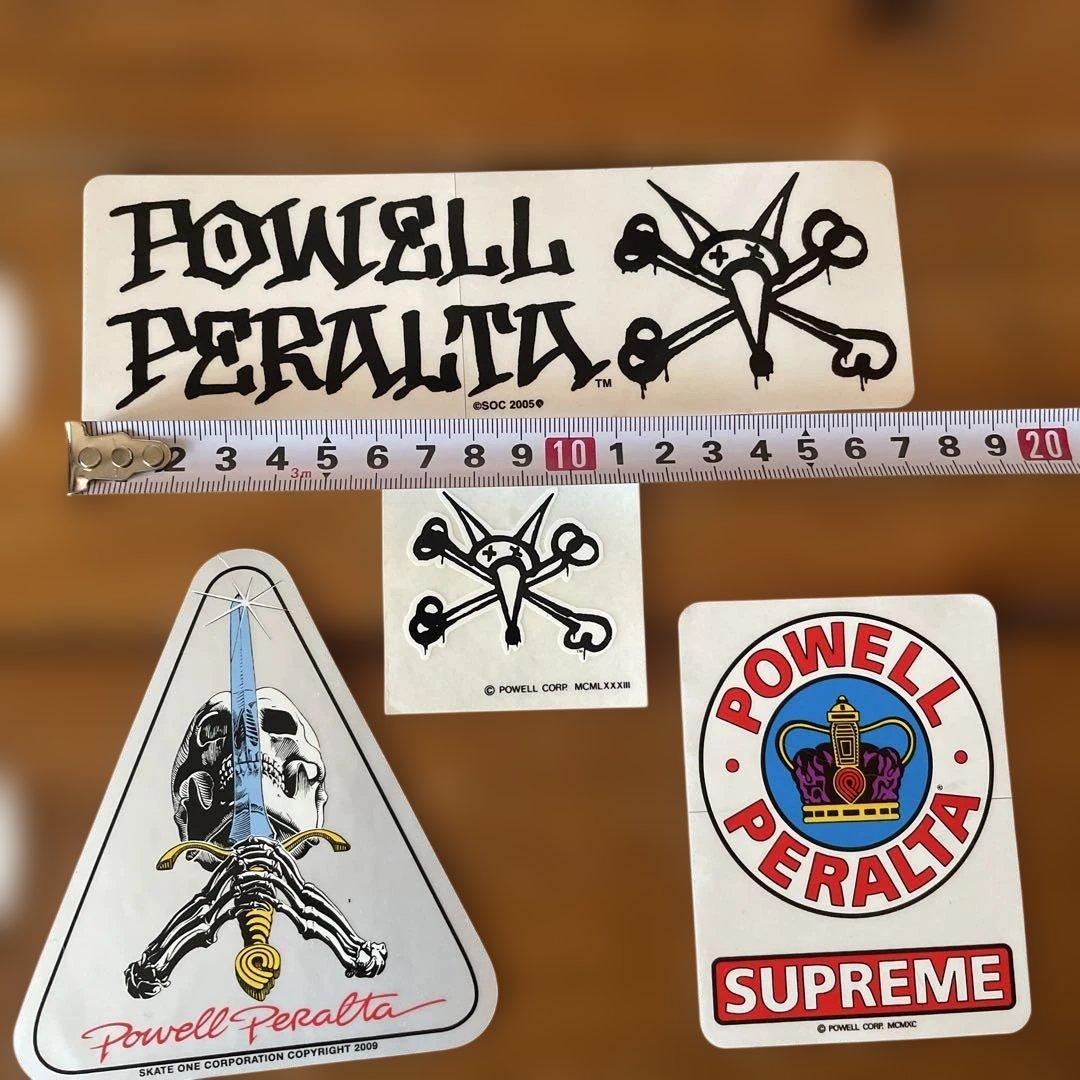 POWELL
PERALTA™
©SOC 2005
2 3 4 5 6 7 8 9 10 1 2 3 4 5 6 7 8 9 20
3m
© POWELL CORP. MCMLXXXIII
Powell Peralta
SKATE ONE CORPORATION COPYRIGHT 2009
POWELL
PERALTA®
SUPREME
© POWELL CORP. MCMXC